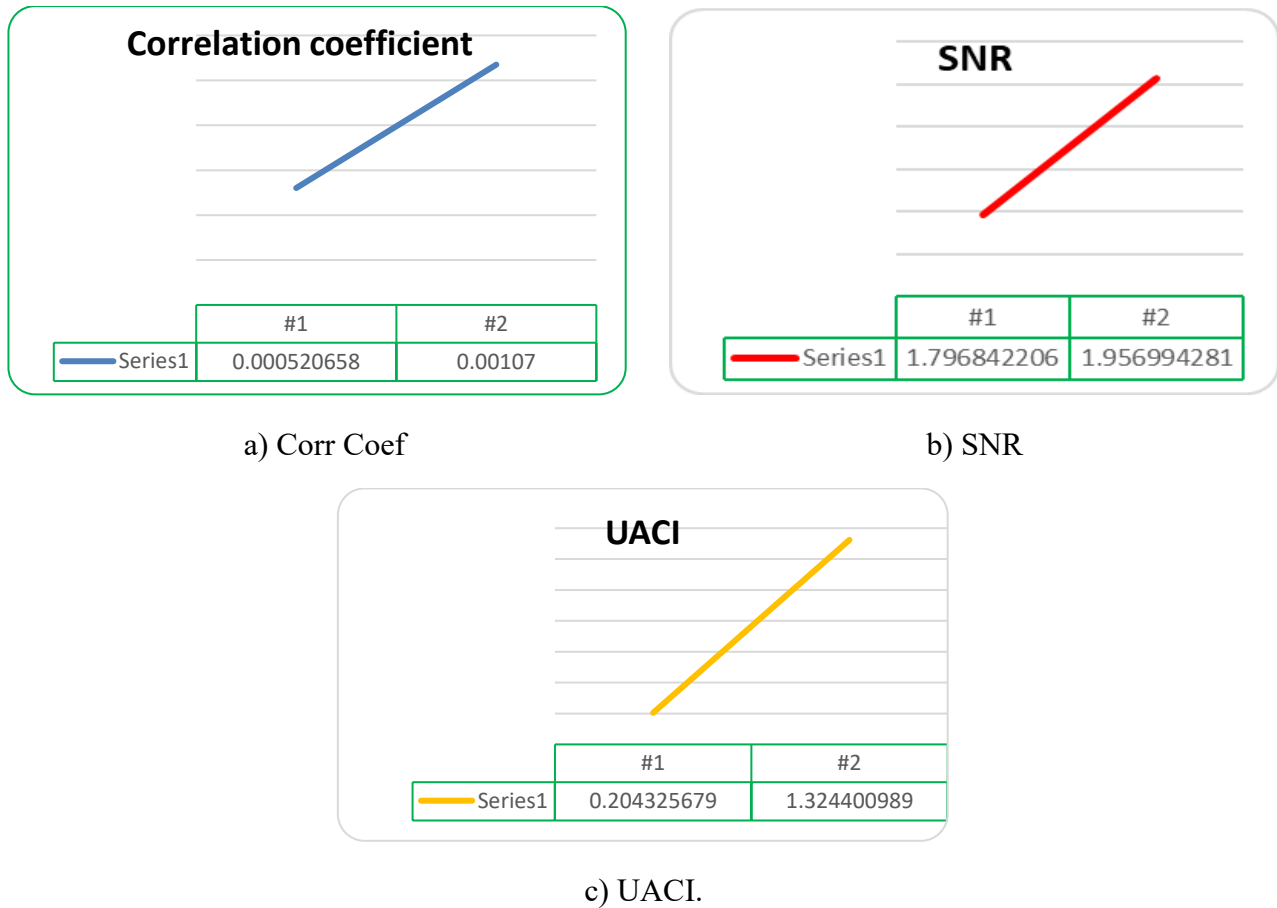 Correlation coefficient
#1 #2
Series1 0.000520658 0.00107
a) Corr Coef
SNR
#1 #2
Series1 1.796842206 1.956994281
b) SNR
UACI
#1 #2
Series1 0.204325679 1.324400989
c) UACI.